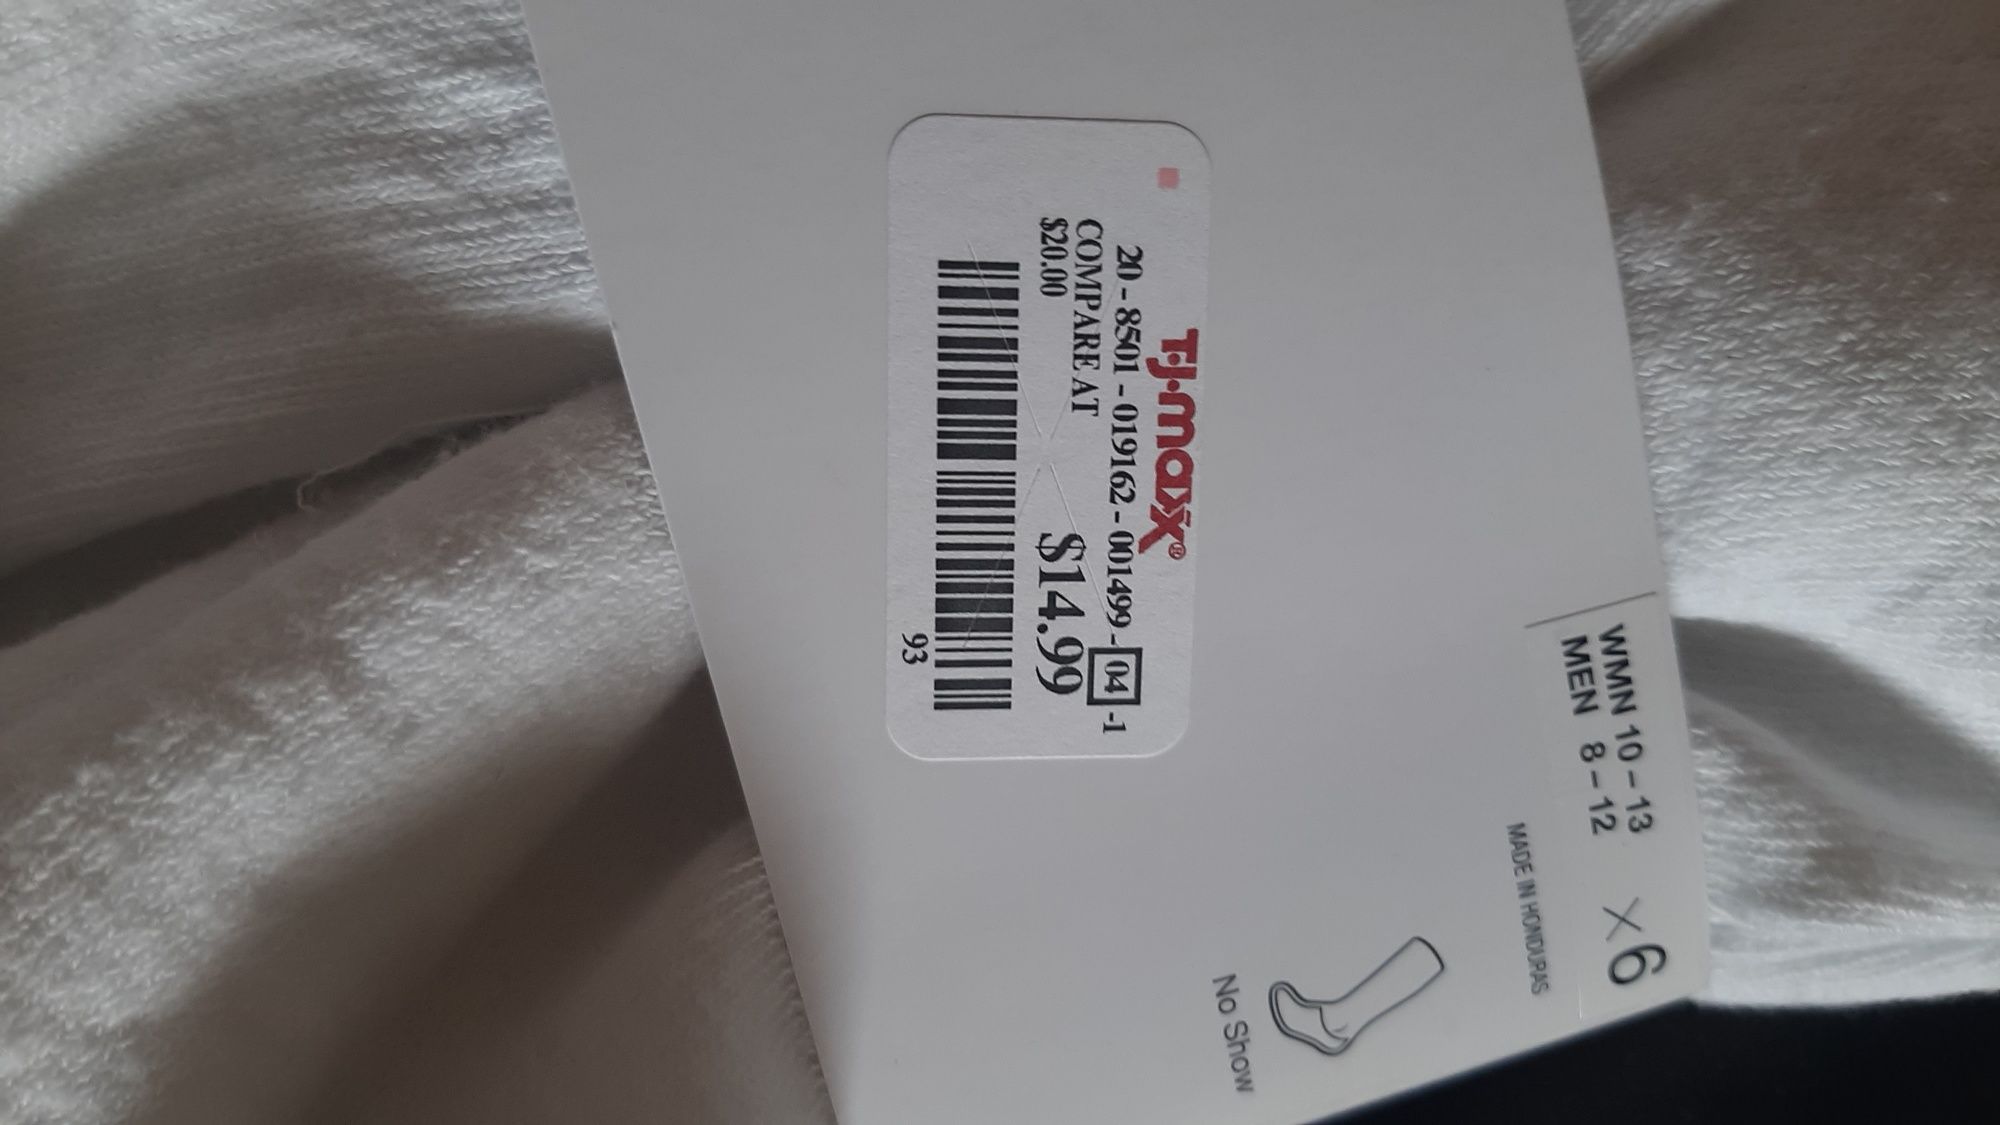 T·J·maxx®
20 - 8501 - 019162 - 001499 - 04 -1
COMPARE AT
$20.00
$14.99
93
WMN 10 – 13
MEN 8 – 12
×6
MADE IN HONDURAS
No Show